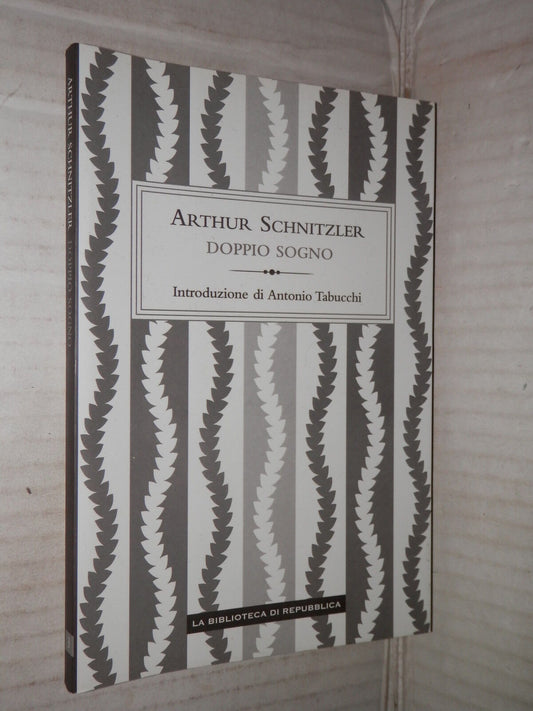 ARTHUR SCHNITZLER
DOPPIO SOGNO
Introduzione di Antonio Tabucchi
LA BIBLIOTECA DI REPUBBLICA
ARTHUR SCHNITZLER DOPPIO SOGNO